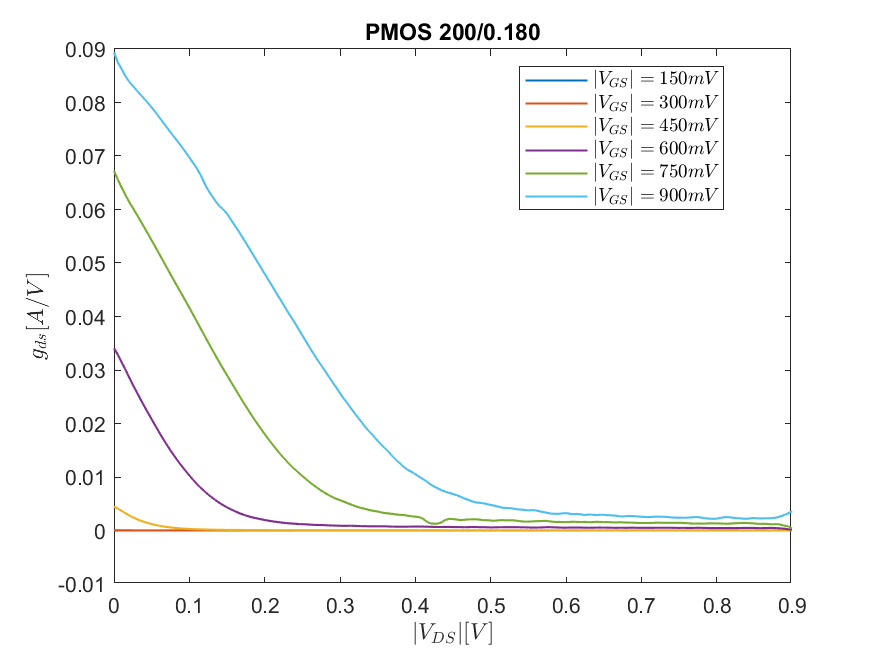 PMOS 200/0.180
|V_GS| = 150mV
|V_GS| = 300mV
|V_GS| = 450mV
|V_GS| = 600mV
|V_GS| = 750mV
|V_GS| = 900mV
0.09
0.08
0.07
0.06
0.05
0.04
0.03
0.02
0.01
0
-0.01
g_ds[A/V]
0 0.1 0.2 0.3 0.4 0.5 0.6 0.7 0.8 0.9
|V_DS|[V]